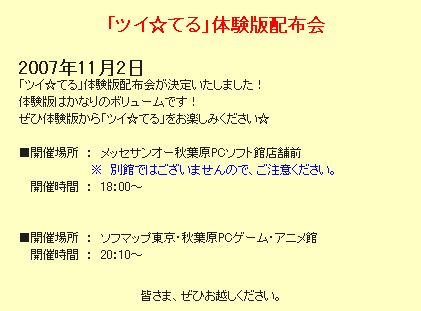 「ツイ☆てる」体験版配布会
2007年11月2日
「ツイ☆てる」体験版配布会が決定いたしました！
体験版はかなりのボリュームです！
ぜひ体験版から「ツイ☆てる」をお楽しみください☆
■開催場所 ： メッセサンオー秋葉原PCソフト館店舗前
※ 別館ではございませんので、ご注意ください。
開催時間 ： 18:00～
■開催場所 ： ソフマップ東京・秋葉原PCゲーム・アニメ館
開催時間 ： 20:10～
皆さま、ぜひお越しください。